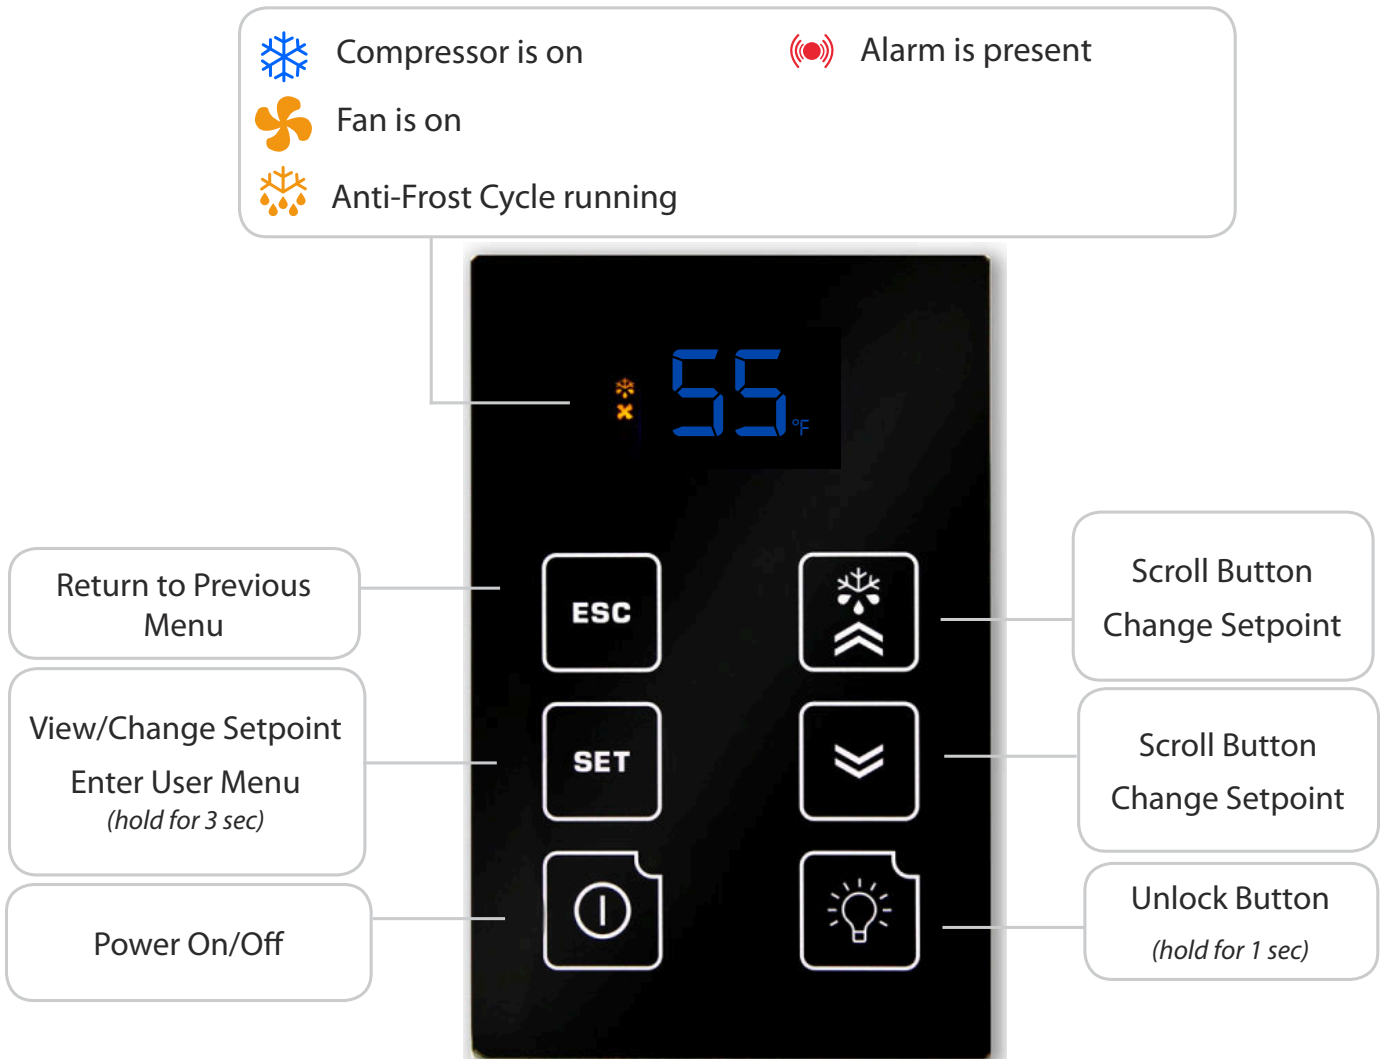 Compressor is on
Alarm is present
Fan is on
Anti-Frost Cycle running
55 °F
Return to Previous
Menu
ESC
Scroll Button
Change Setpoint
View/Change Setpoint
Enter User Menu
(hold for 3 sec)
SET
Scroll Button
Change Setpoint
Power On/Off
Unlock Button
(hold for 1 sec)